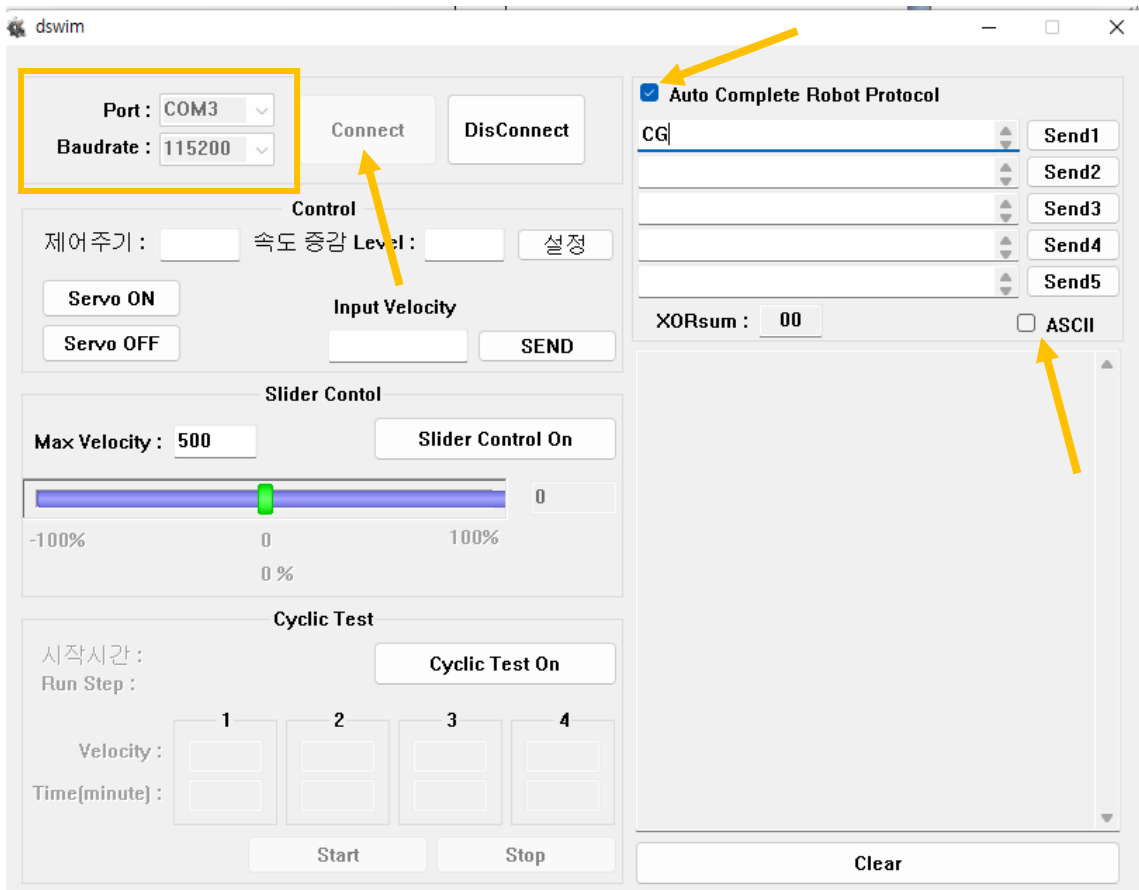 dswim
Port : COM3
Baudrate : 115200
Connect
DisConnect
Control
제어주기 : 속도 증감 Level : 설정
Servo ON
Servo OFF
Input Velocity
SEND
Slider Contol
Max Velocity : 500
Slider Control On
0
-100% 0 100%
0 %
Cyclic Test
시작시간 :
Run Step :
Cyclic Test On
1 2 3 4
Velocity :
Time(minute) :
Start Stop
Auto Complete Robot Protocol
CG Send1
Send2
Send3
Send4
Send5
XORsum : 00 ASCII
Clear